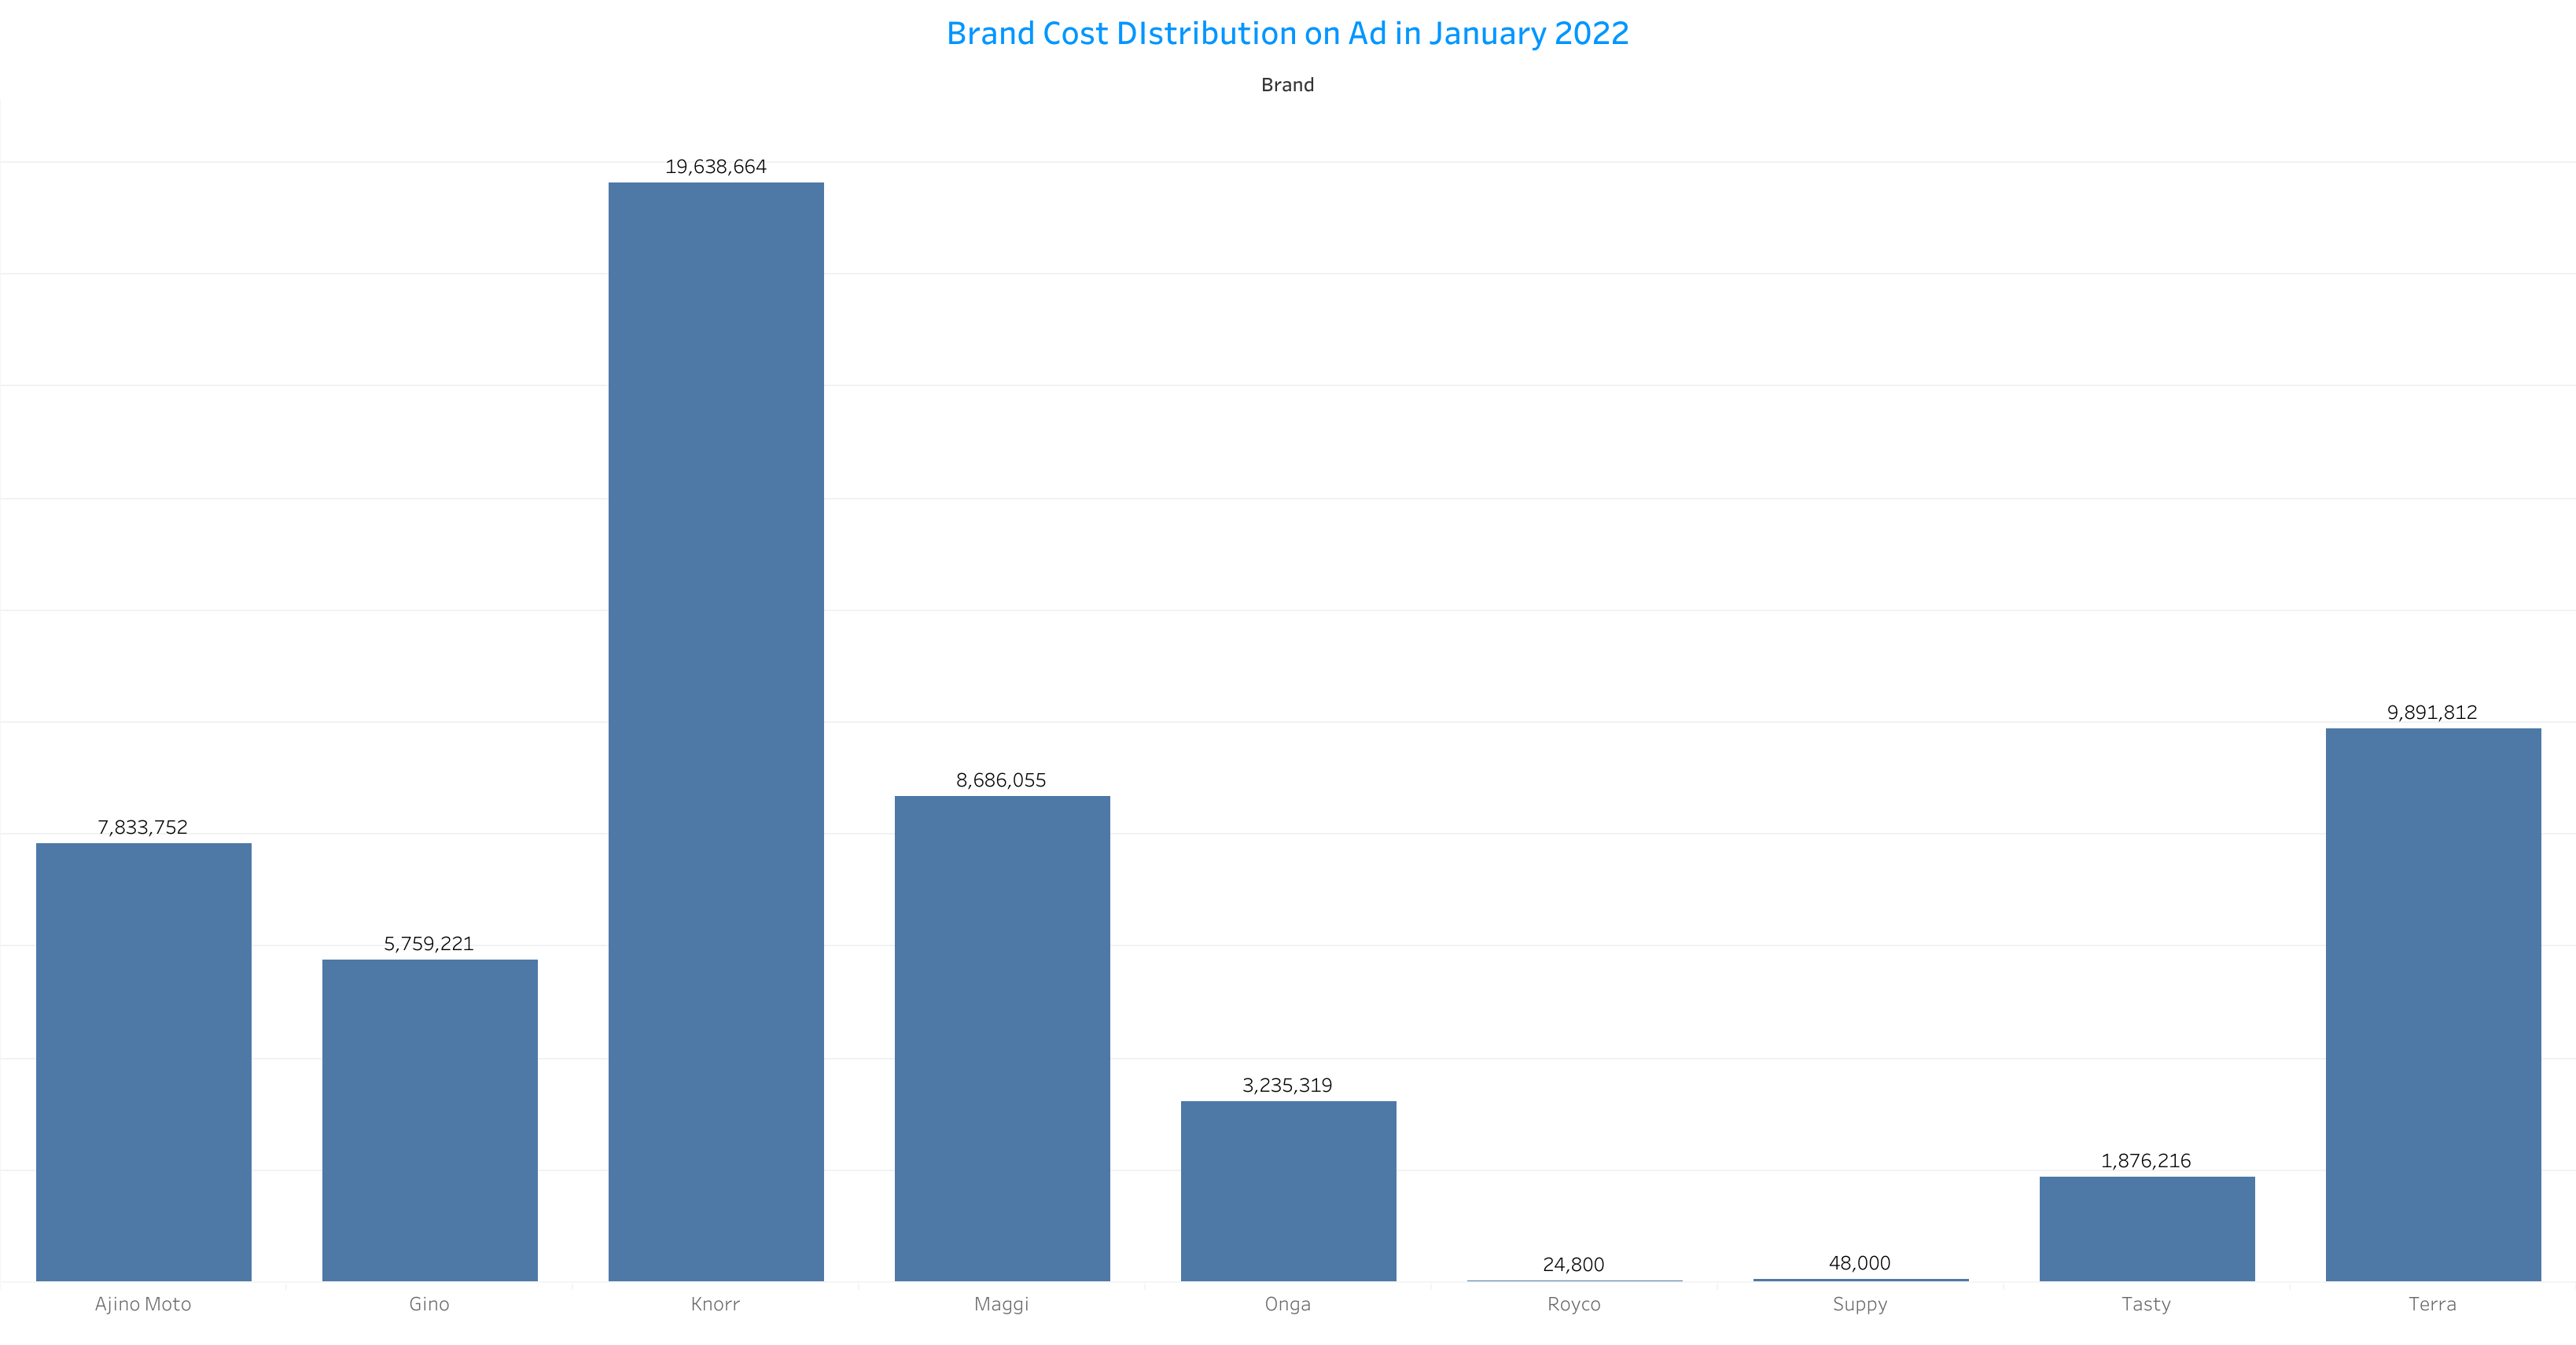 Brand Cost DIstribution on Ad in January 2022
Brand
19,638,664
9,891,812
8,686,055
7,833,752
5,759,221
3,235,319
1,876,216
24,800
48,000
Ajino Moto
Gino
Knorr
Maggi
Onga
Royco
Suppy
Tasty
Terra